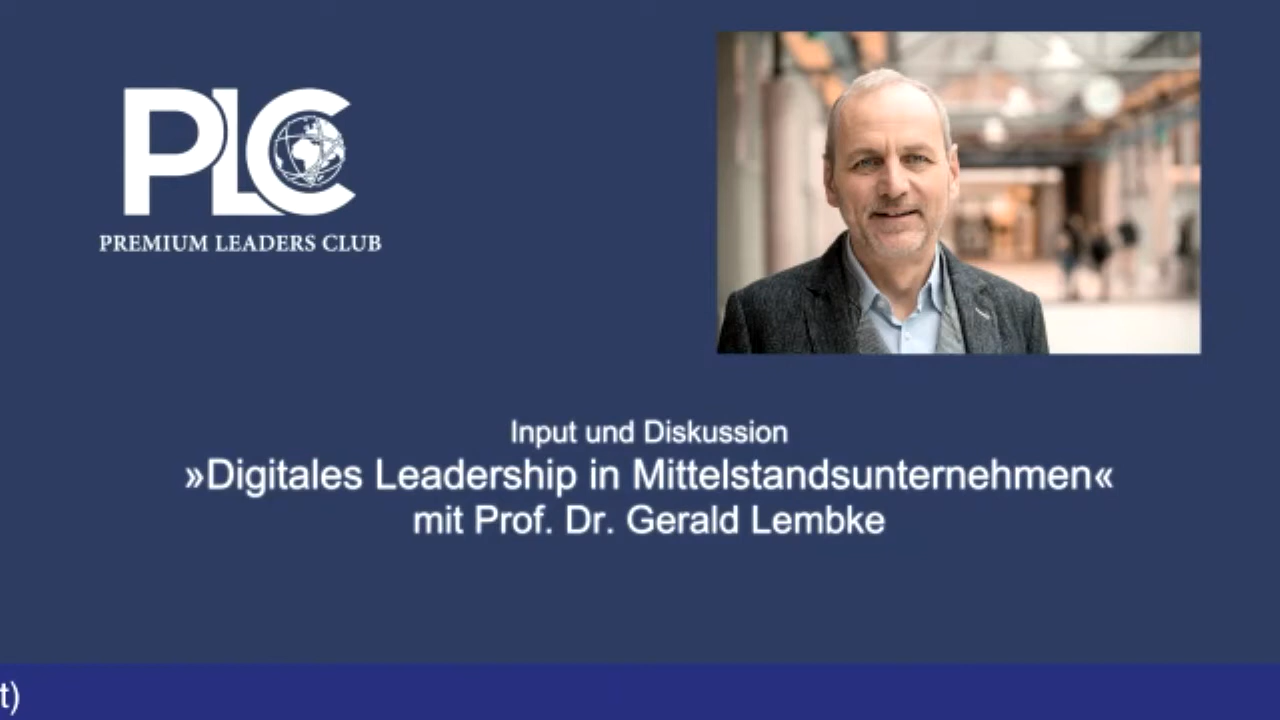 PLC
PREMIUM LEADERS CLUB
Input und Diskussion
»Digitales Leadership in Mittelstandsunternehmen«
mit Prof. Dr. Gerald Lembke
t)